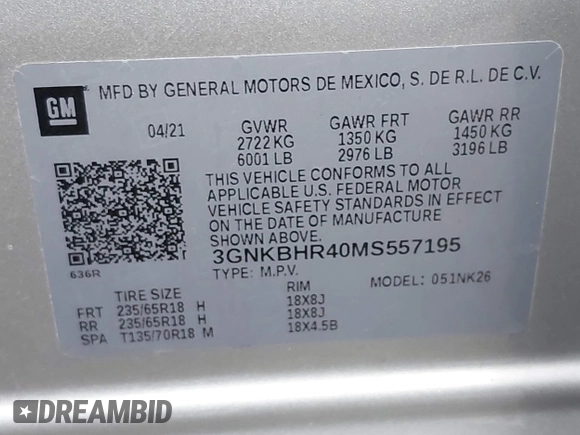 GM
MFD BY GENERAL MOTORS DE MEXICO, S. DE R.L. DE C.V.
04/21 GVWR GAWR FRT GAWR RR
2722 KG 1350 KG 1450 KG
6001 LB 2976 LB 3196 LB
THIS VEHICLE CONFORMS TO ALL
APPLICABLE U.S. FEDERAL MOTOR
VEHICLE SAFETY STANDARDS IN EFFECT
ON THE DATE OF MANUFACTURE
SHOWN ABOVE.
3GNKBHR40MS557195
636R
TYPE: M.P.V. MODEL: 051NK26
TIRE SIZE RIM
FRT 235/65R18 H 18X8J
RR 235/65R18 H 18X8J
SPA T135/70R18 M 18X4.5B
DREAMBID